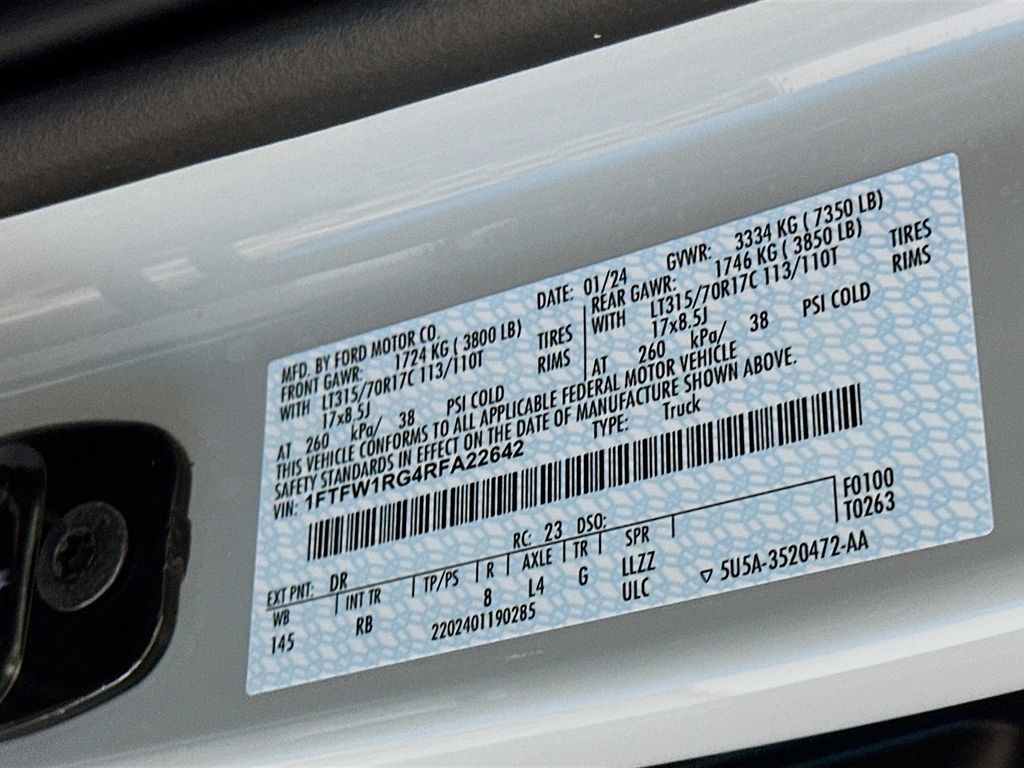 MFD. BY FORD MOTOR CO. DATE: 01/24 GVWR: 3334 KG ( 7350 LB)
FRONT GAWR: 1724 KG ( 3800 LB) REAR GAWR: 1746 KG ( 3850 LB)
WITH LT315/70R17C 113/110T TIRES WITH LT315/70R17C 113/110T TIRES
17x8.5J RIMS 17x8.5J RIMS
AT 260 kPa/ 38 PSI COLD AT 260 kPa/ 38 PSI COLD
THIS VEHICLE CONFORMS TO ALL APPLICABLE FEDERAL MOTOR VEHICLE
SAFETY STANDARDS IN EFFECT ON THE DATE OF MANUFACTURE SHOWN ABOVE.
VIN: 1FTFW1RG4RFA22642 TYPE: Truck
EXT PNT: DR RC: 23 DSO: F0100
WB INT TR TP/PS R AXLE TR SPR T0263
145 RB 8 L4 G LLZZ
2202401190285 ULC ▽ 5U5A-3520472-AA